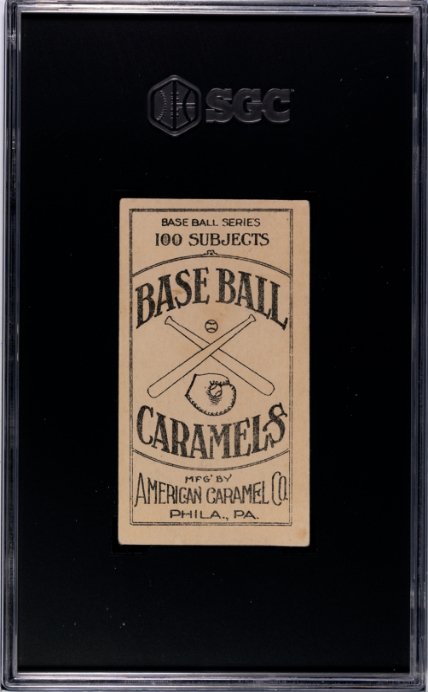 SGC
BASE BALL SERIES
100 SUBJECTS
BASE BALL
CARAMELS
MFG' BY
AMERICAN CARAMEL CO.
PHILA., PA.